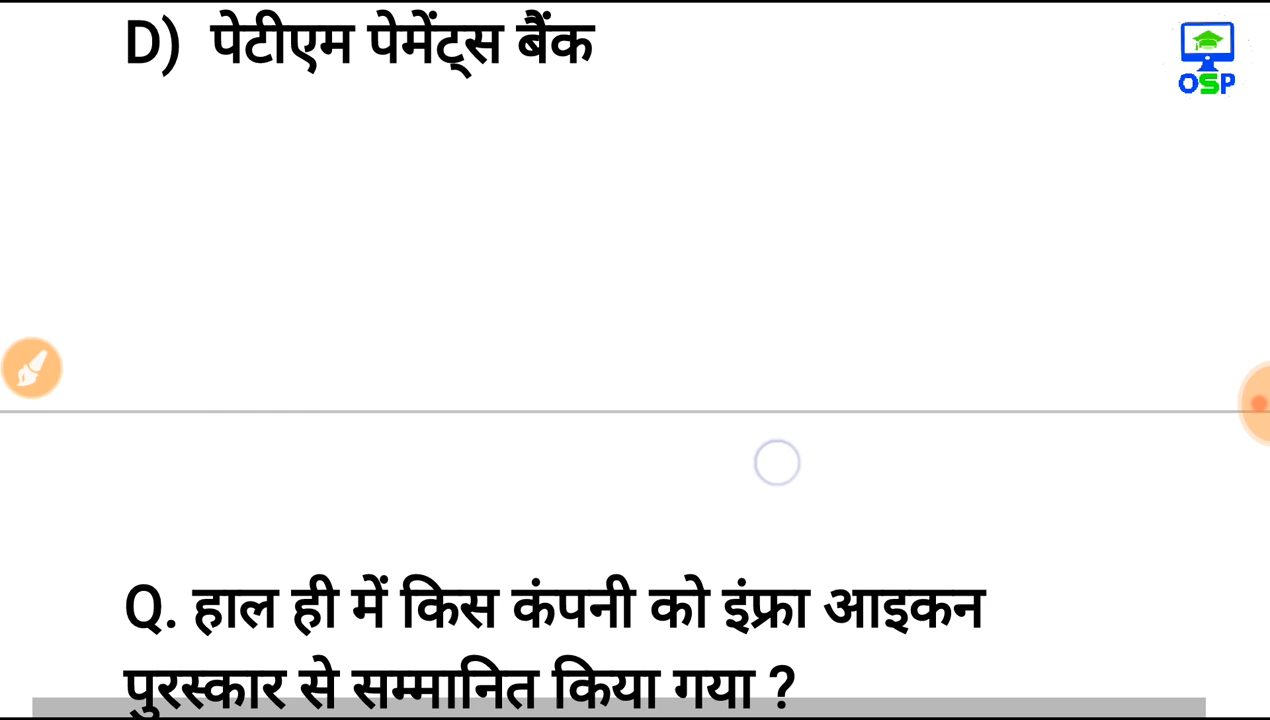 D) पेटीएम पेमेंट्स बैंक
OSP
Q. हाल ही में किस कंपनी को इंफ्रा आइकन
पुरस्कार से सम्मानित किया गया ?